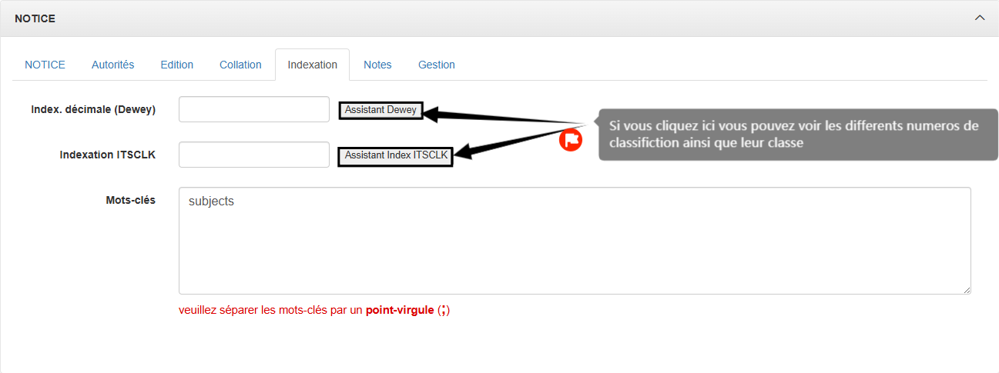 NOTICE
NOTICE Autorités Edition Collation Indexation Notes Gestion
Index. décimale (Dewey) Assistant Dewey
Si vous cliquez ici vous pouvez voir les differents numeros de
classifiction ainsi que leur classe
Indexation ITSCLK Assistant Index ITSCLK
Mots-clés subjects
veuillez séparer les mots-clés par un point-virgule (;)